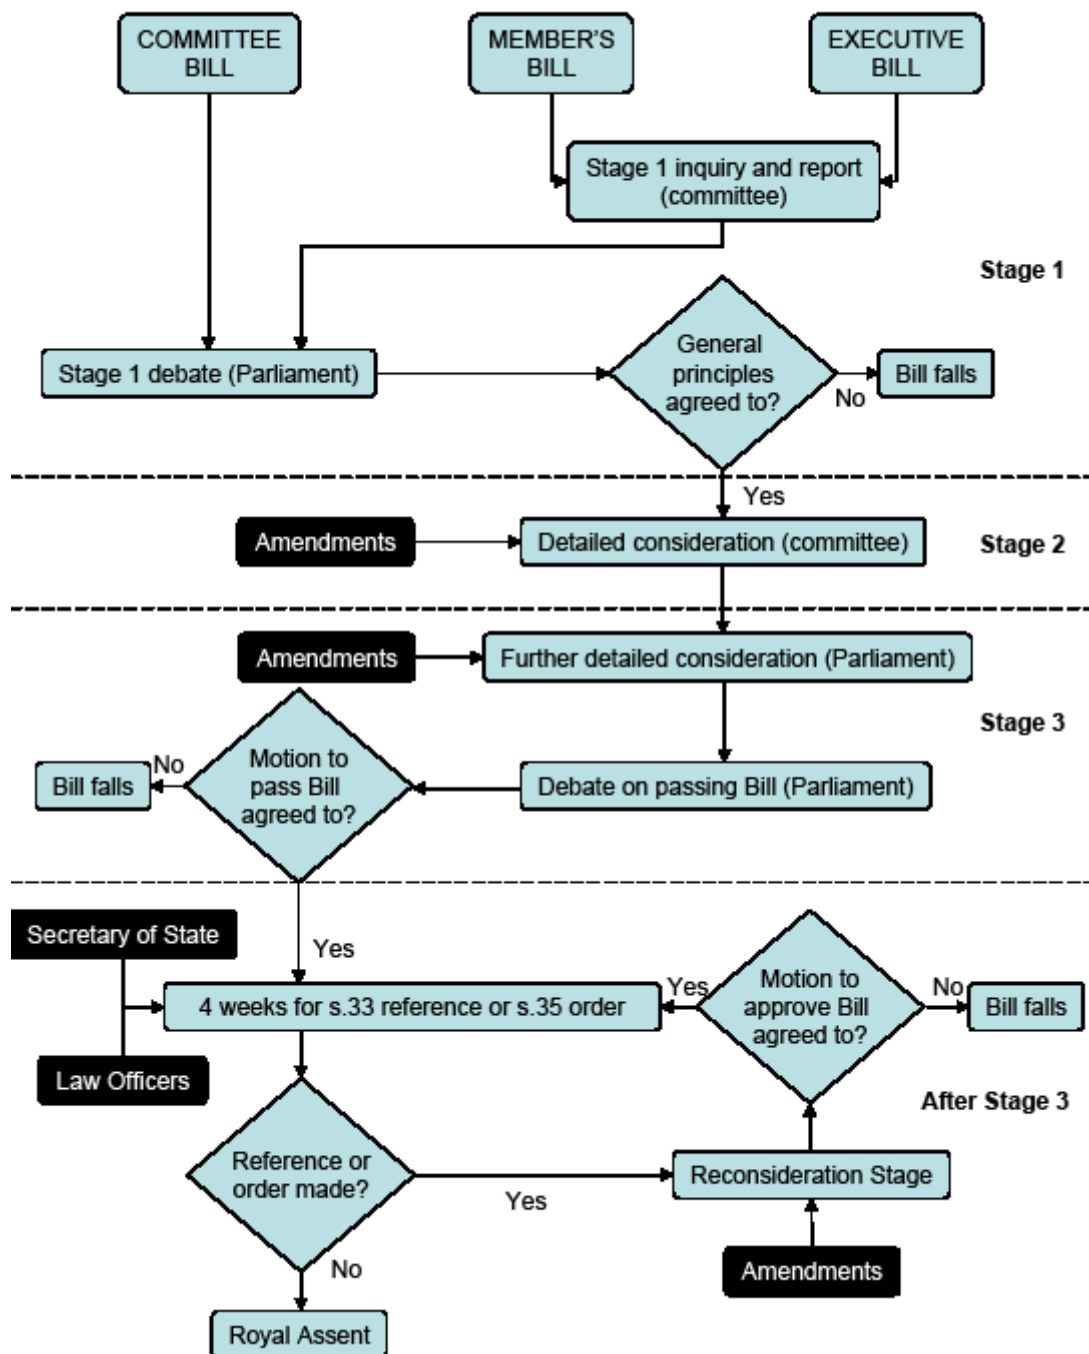 COMMITTEE
BILL
MEMBER'S
BILL
EXECUTIVE
BILL
Stage 1 inquiry and report
(committee)
Stage 1
Stage 1 debate (Parliament)
General
principles
agreed to?
No
Bill falls
Yes
Amendments
Detailed consideration (committee)
Stage 2
Amendments
Further detailed consideration (Parliament)
Stage 3
Bill falls
No
Motion to
pass Bill
agreed to?
Debate on passing Bill (Parliament)
Secretary of State
Yes
4 weeks for s.33 reference or s.35 order
Yes
Motion to
approve Bill
agreed to?
No
Bill falls
Law Officers
After Stage 3
Reference or
order made?
Yes
Reconsideration Stage
No
Amendments
Royal Assent